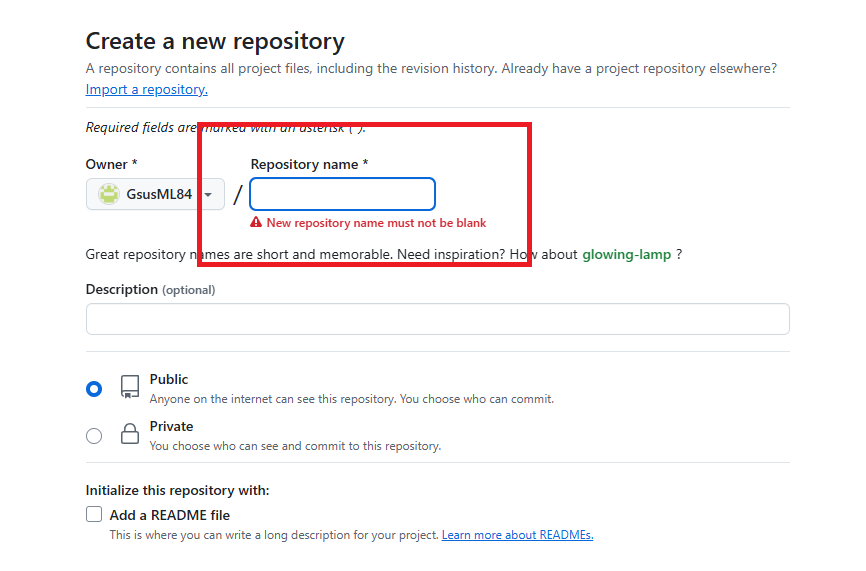 Create a new repository
A repository contains all project files, including the revision history. Already have a project repository elsewhere?
Import a repository.
Required fields are marked with an asterisk (*).
Owner *
Repository name *
GsusML84
/
New repository name must not be blank
Great repository names are short and memorable. Need inspiration? How about glowing-lamp ?
Description (optional)
Public
Anyone on the internet can see this repository. You choose who can commit.
Private
You choose who can see and commit to this repository.
Initialize this repository with:
Add a README file
This is where you can write a long description for your project. Learn more about READMEs.